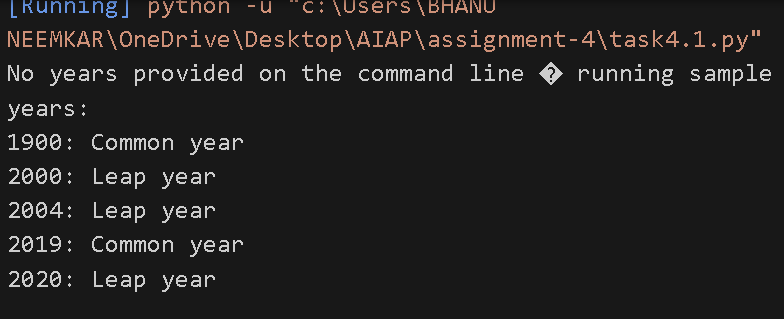 [Running] python -u "c:\Users\BHANU
NEEMKAR\OneDrive\Desktop\AIAP\assignment-4\task4.1.py"
No years provided on the command line � running sample
years:
1900: Common year
2000: Leap year
2004: Leap year
2019: Common year
2020: Leap year